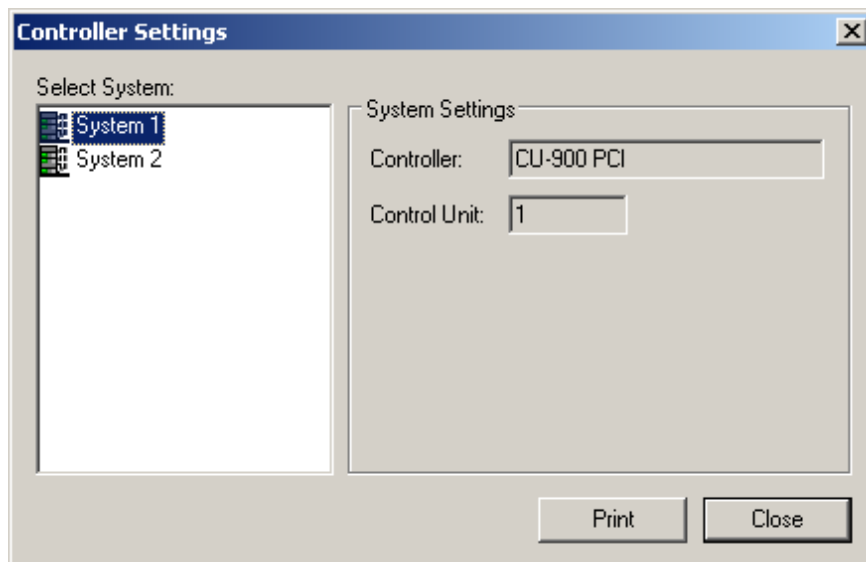 Controller Settings
Select System:
System 1
System 2
System Settings
Controller: CU-900 PCI
Control Unit: 1
Print Close